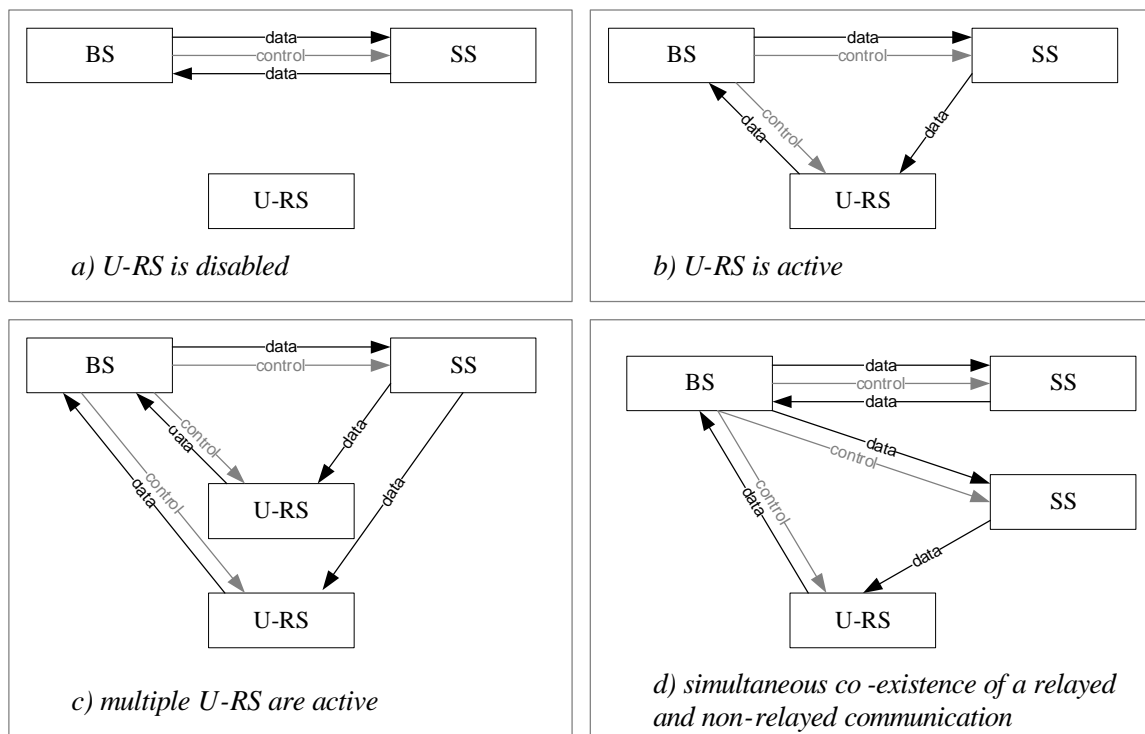 data
BS
control
SS
data
U-RS
a) U-RS is disabled
data
BS
control
SS
control
data
data
U-RS
b) U-RS is active
data
BS
control
SS
control
data
data
control
data
data
U-RS
U-RS
c) multiple U-RS are active
data
BS
control
SS
data
data
control
SS
control
data
data
U-RS
d) simultaneous co -existence of a relayed
and non-relayed communication